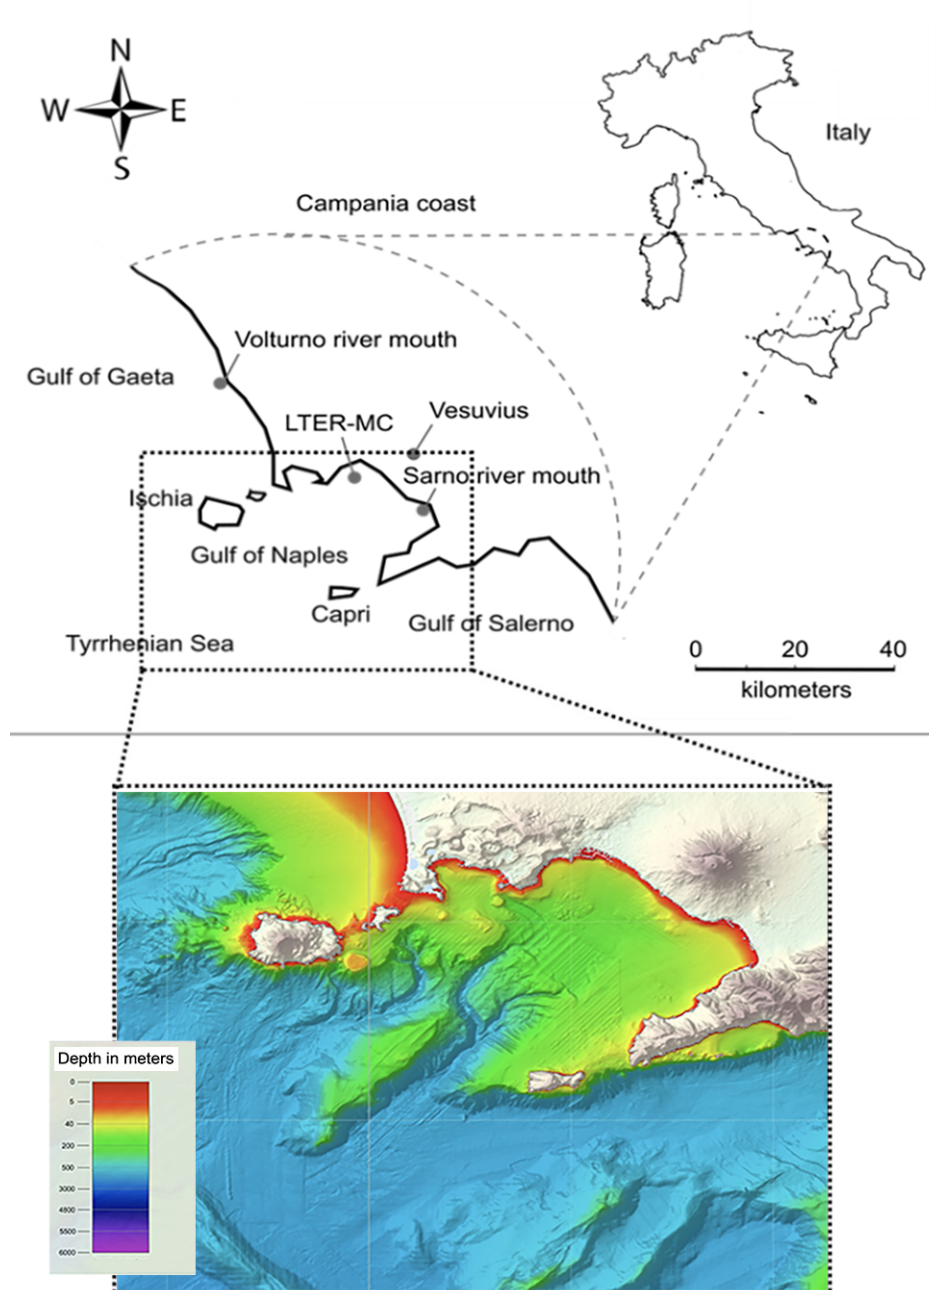 N
W
E
S
Italy
Campania coast
Volturno river mouth
Gulf of Gaeta
Vesuvius
LTER-MC
Sarno river mouth
Ischia
Gulf of Naples
Capri
Gulf of Salerno
Tyrrhenian Sea
0 20 40
kilometers
Depth in meters
0
5
40
200
500
3000
4800
5500
6000